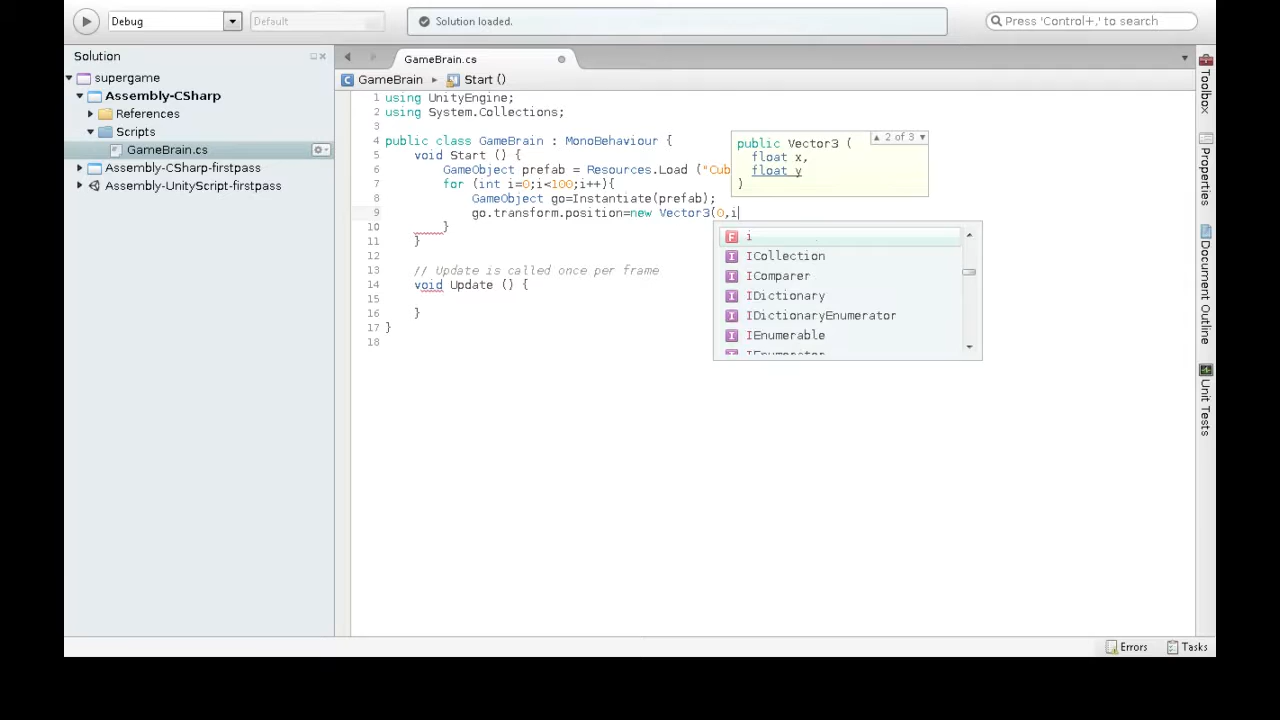 Debug
Default
Solution loaded.
Press 'Control+,' to search
Solution
supergame
Assembly-CSharp
References
Scripts
GameBrain.cs
Assembly-CSharp-firstpass
Assembly-UnityScript-firstpass
GameBrain.cs
GameBrain
Start ()
1 using UnityEngine;
2 using System.Collections;
3
4 public class GameBrain : MonoBehaviour {
5 void Start () {
6 GameObject prefab = Resources.Load ("Cub
7 for (int i=0;i<100;i++){
8 GameObject go=Instantiate(prefab);
9 go.transform.position=new Vector3(0,i
10 }
11 }
12
13 // Update is called once per frame
14 void Update () {
15
16 }
17 }
18
2 of 3
public Vector3 (
float x,
float y
)
i
ICollection
IComparer
IDictionary
IDictionaryEnumerator
IEnumerable
IEnumerator
Toolbox
Properties
Document Outline
Unit Tests
Errors
Tasks